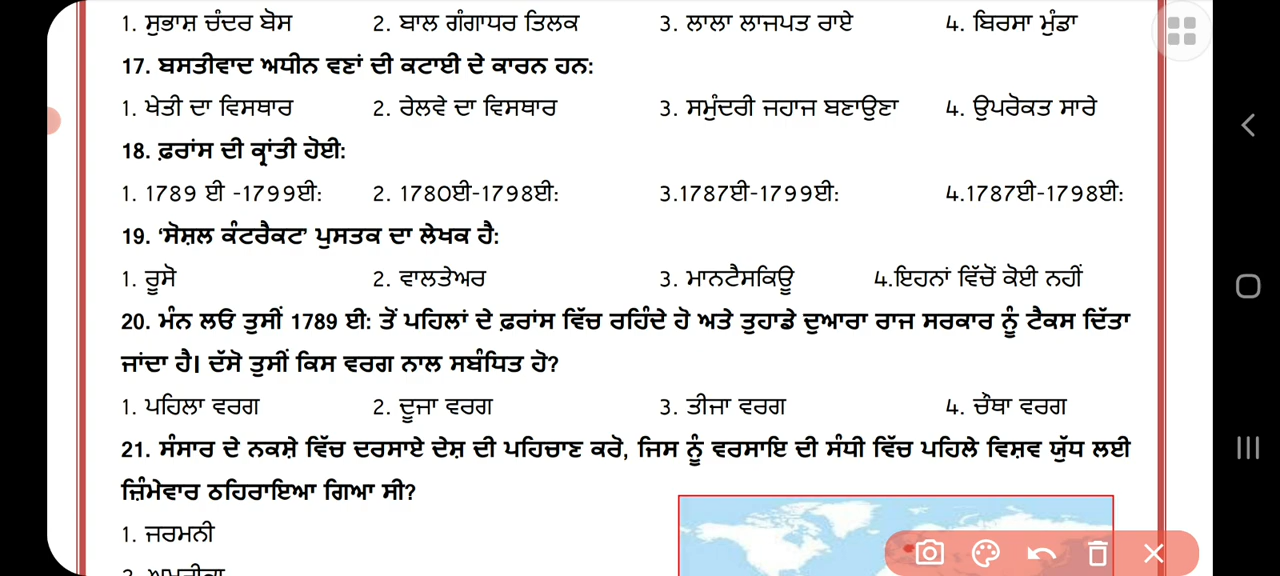 1. ਸੁਭਾਸ਼ ਚੰਦਰ ਬੋਸ 2. ਬਾਲ ਗੰਗਾਧਰ ਤਿਲਕ 3. ਲਾਲਾ ਲਾਜਪਤ ਰਾਏ 4. ਬਿਰਸਾ ਮੁੰਡਾ
17. ਬਸਤੀਵਾਦ ਅਧੀਨ ਵਣਾਂ ਦੀ ਕਟਾਈ ਦੇ ਕਾਰਨ ਹਨ:
1. ਖੇਤੀ ਦਾ ਵਿਸਥਾਰ 2. ਰੇਲਵੇ ਦਾ ਵਿਸਥਾਰ 3. ਸਮੁੰਦਰੀ ਜਹਾਜ ਬਣਾਉਣਾ 4. ਉਪਰੋਕਤ ਸਾਰੇ
18. ਫ਼ਰਾਂਸ ਦੀ ਕ੍ਰਾਂਤੀ ਹੋਈ:
1. 1789 ਈ -1799ਈ: 2. 1780ਈ-1798ਈ: 3.1787ਈ-1799ਈ: 4.1787ਈ-1798ਈ:
19. ‘ਸੋਸ਼ਲ ਕੰਟਰੈਕਟ’ ਪੁਸਤਕ ਦਾ ਲੇਖਕ ਹੈ:
1. ਰੂਸੋ 2. ਵਾਲਤੇਅਰ 3. ਮਾਨਟੈਸਕਿਊ 4.ਇਹਨਾਂ ਵਿੱਚੋਂ ਕੋਈ ਨਹੀਂ
20. ਮੰਨ ਲਓ ਤੁਸੀਂ 1789 ਈ: ਤੋਂ ਪਹਿਲਾਂ ਦੇ ਫ਼ਰਾਂਸ ਵਿੱਚ ਰਹਿੰਦੇ ਹੋ ਅਤੇ ਤੁਹਾਡੇ ਦੁਆਰਾ ਰਾਜ ਸਰਕਾਰ ਨੂੰ ਟੈਕਸ ਦਿੱਤਾ
ਜਾਂਦਾ ਹੈ। ਦੱਸੋ ਤੁਸੀਂ ਕਿਸ ਵਰਗ ਨਾਲ ਸਬੰਧਿਤ ਹੋ?
1. ਪਹਿਲਾ ਵਰਗ 2. ਦੂਜਾ ਵਰਗ 3. ਤੀਜਾ ਵਰਗ 4. ਚੌਥਾ ਵਰਗ
21. ਸੰਸਾਰ ਦੇ ਨਕਸ਼ੇ ਵਿੱਚ ਦਰਸਾਏ ਦੇਸ਼ ਦੀ ਪਹਿਚਾਣ ਕਰੋ, ਜਿਸ ਨੂੰ ਵਰਸਾਇ ਦੀ ਸੰਧੀ ਵਿੱਚ ਪਹਿਲੇ ਵਿਸ਼ਵ ਯੁੱਧ ਲਈ
ਜ਼ਿੰਮੇਵਾਰ ਠਹਿਰਾਇਆ ਗਿਆ ਸੀ?
1. ਜਰਮਨੀ